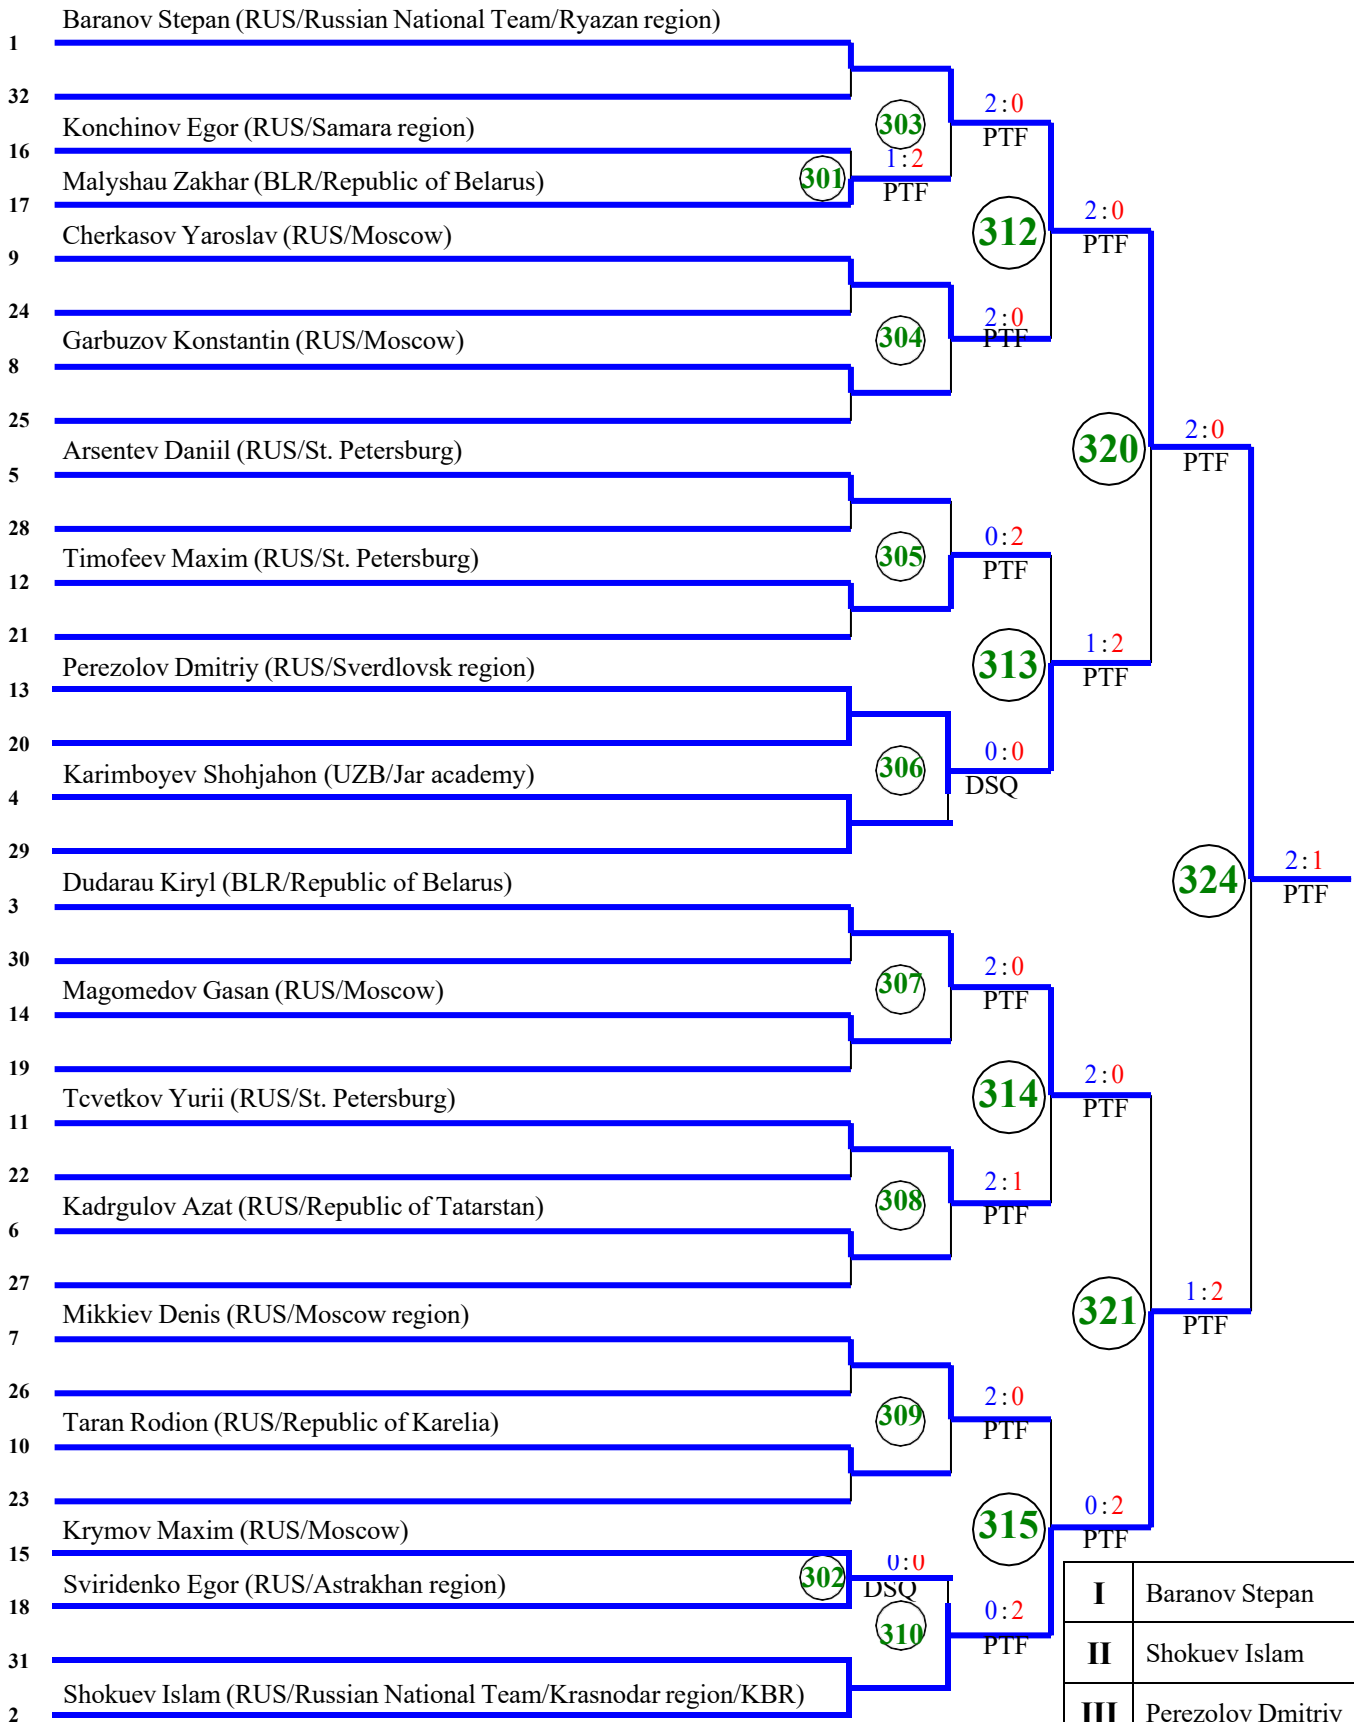 Baranov Stepan (RUS/Russian National Team/Ryazan region)
1
32
2:0
303
PTF
Konchinov Egor (RUS/Samara region)
16
1:2
301
PTF
Malyshau Zakhar (BLR/Republic of Belarus)
17
2:0
312
PTF
Cherkasov Yaroslav (RUS/Moscow)
9
24
2:0
304
PTF
Garbuzov Konstantin (RUS/Moscow)
8
25
2:0
320
PTF
Arsentev Daniil (RUS/St. Petersburg)
5
28
0:2
305
PTF
Timofeev Maxim (RUS/St. Petersburg)
12
21
1:2
313
PTF
Perezolov Dmitriy (RUS/Sverdlovsk region)
13
20
0:0
306
DSQ
Karimboyev Shohjahon (UZB/Jar academy)
4
29
2:1
324
PTF
Dudarau Kiryl (BLR/Republic of Belarus)
3
30
2:0
307
PTF
Magomedov Gasan (RUS/Moscow)
14
19
2:0
314
PTF
Tcvetkov Yurii (RUS/St. Petersburg)
11
22
2:1
308
PTF
Kadrgulov Azat (RUS/Republic of Tatarstan)
6
27
1:2
321
PTF
Mikkiev Denis (RUS/Moscow region)
7
26
2:0
309
PTF
Taran Rodion (RUS/Republic of Karelia)
10
23
0:2
315
PTF
Krymov Maxim (RUS/Moscow)
15
0:0
302
DSQ
Sviridenko Egor (RUS/Astrakhan region)
18
0:2
310
PTF
31
Shokuev Islam (RUS/Russian National Team/Krasnodar region/KBR)
2
I Baranov Stepan
II Shokuev Islam
III Perezolov Dmitriy